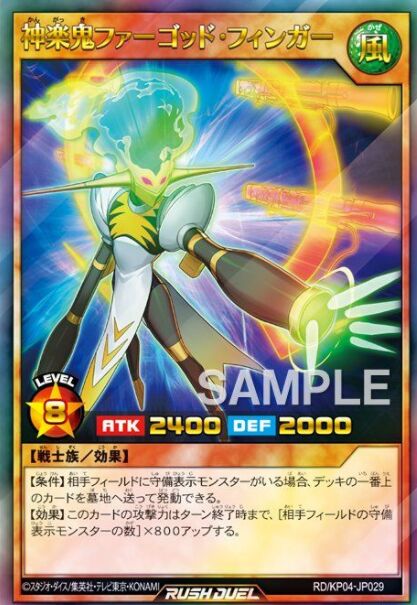 神楽鬼ファーゴッド・フィンガー
風
SAMPLE
LEVEL
8
ATK 2400 DEF 2000
【戦士族/効果】
【条件】相手フィールドに守備表示モンスターがいる場合、デッキの一番上
のカードを墓地へ送って発動できる。
【効果】このカードの攻撃力はターン終了時まで、[相手フィールドの守備
表示モンスターの数]×800アップする。
©スタジオ・ダイス/集英社・テレビ東京・KONAMI
RUSH DUEL
RD/KP04-JP029